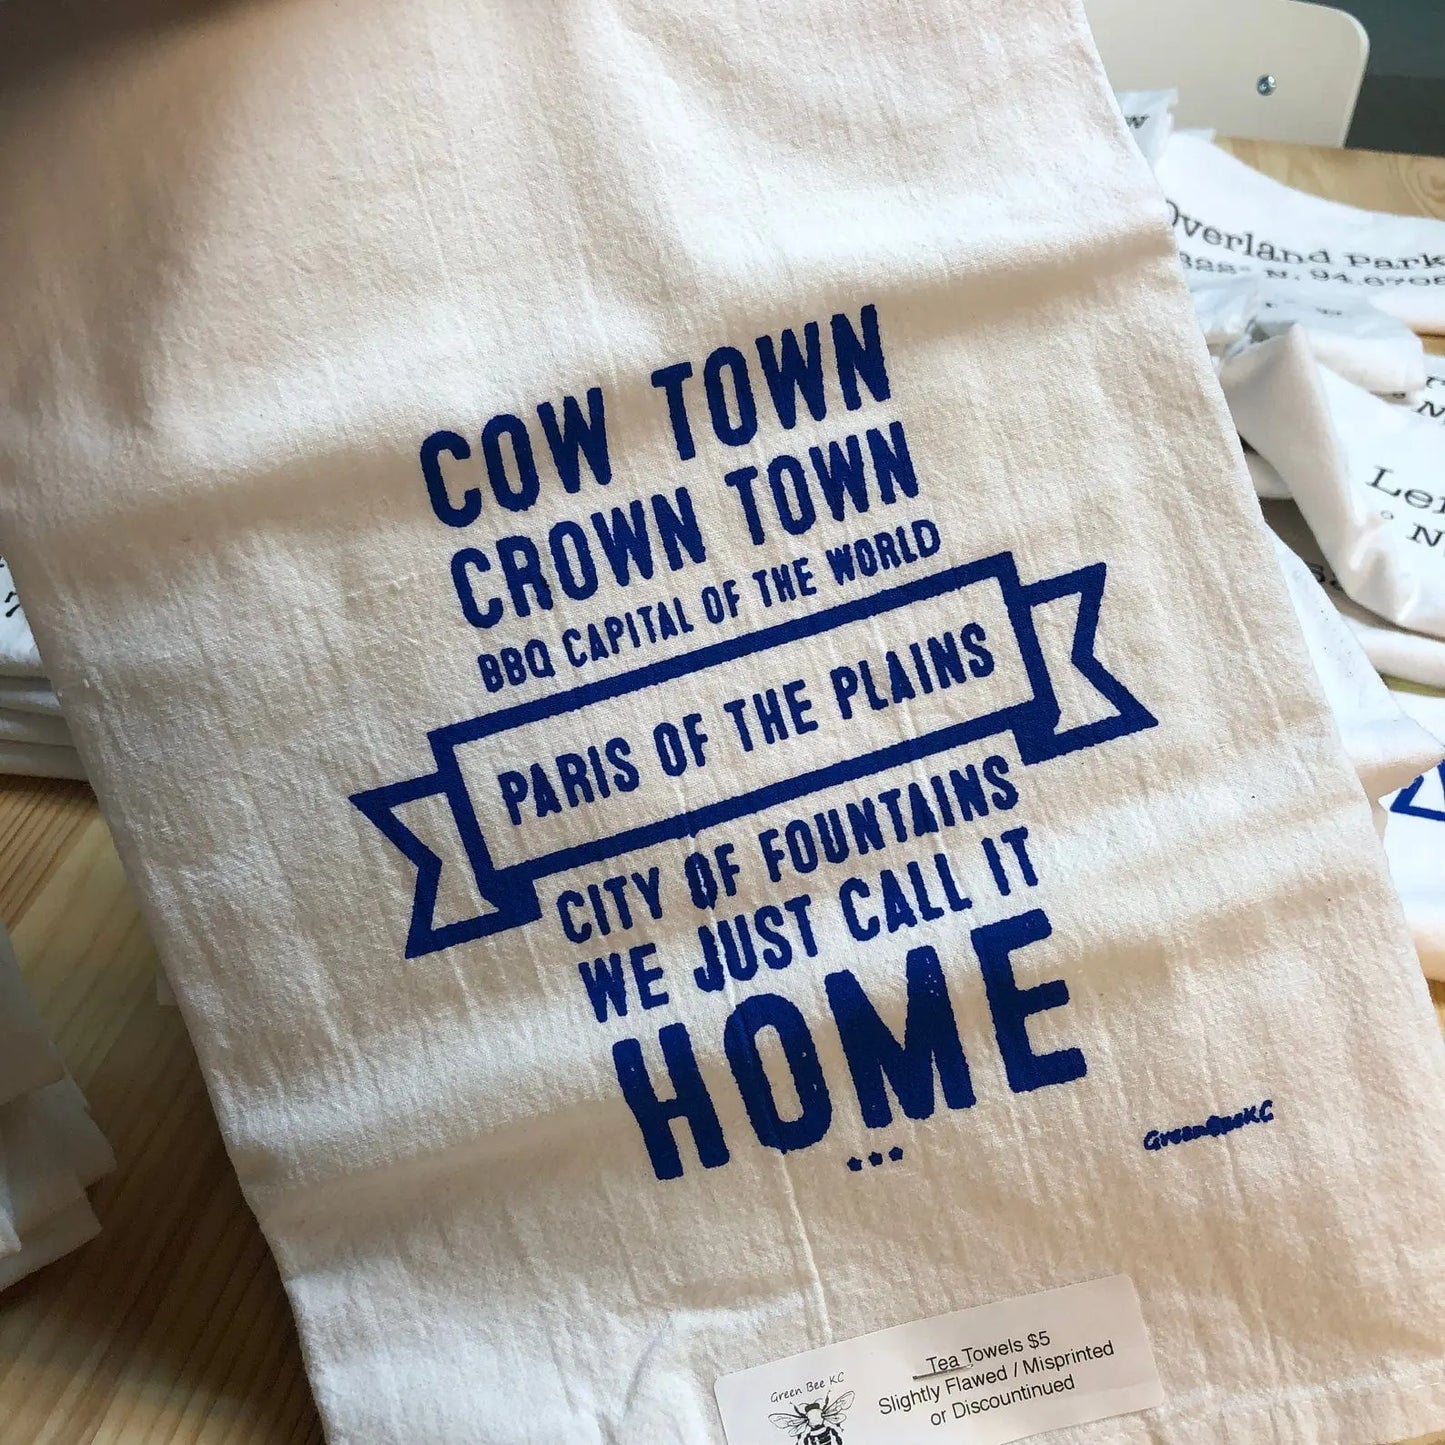 COW TOWN
CROWN TOWN
BBQ CAPITAL OF THE WORLD
PARIS OF THE PLAINS
CITY OF FOUNTAINS
WE JUST CALL IT
HOME
GreenBeeKC
Green Bee KC
Tea Towels $5
Slightly Flawed / Misprinted
or Discountinued
Overland Park